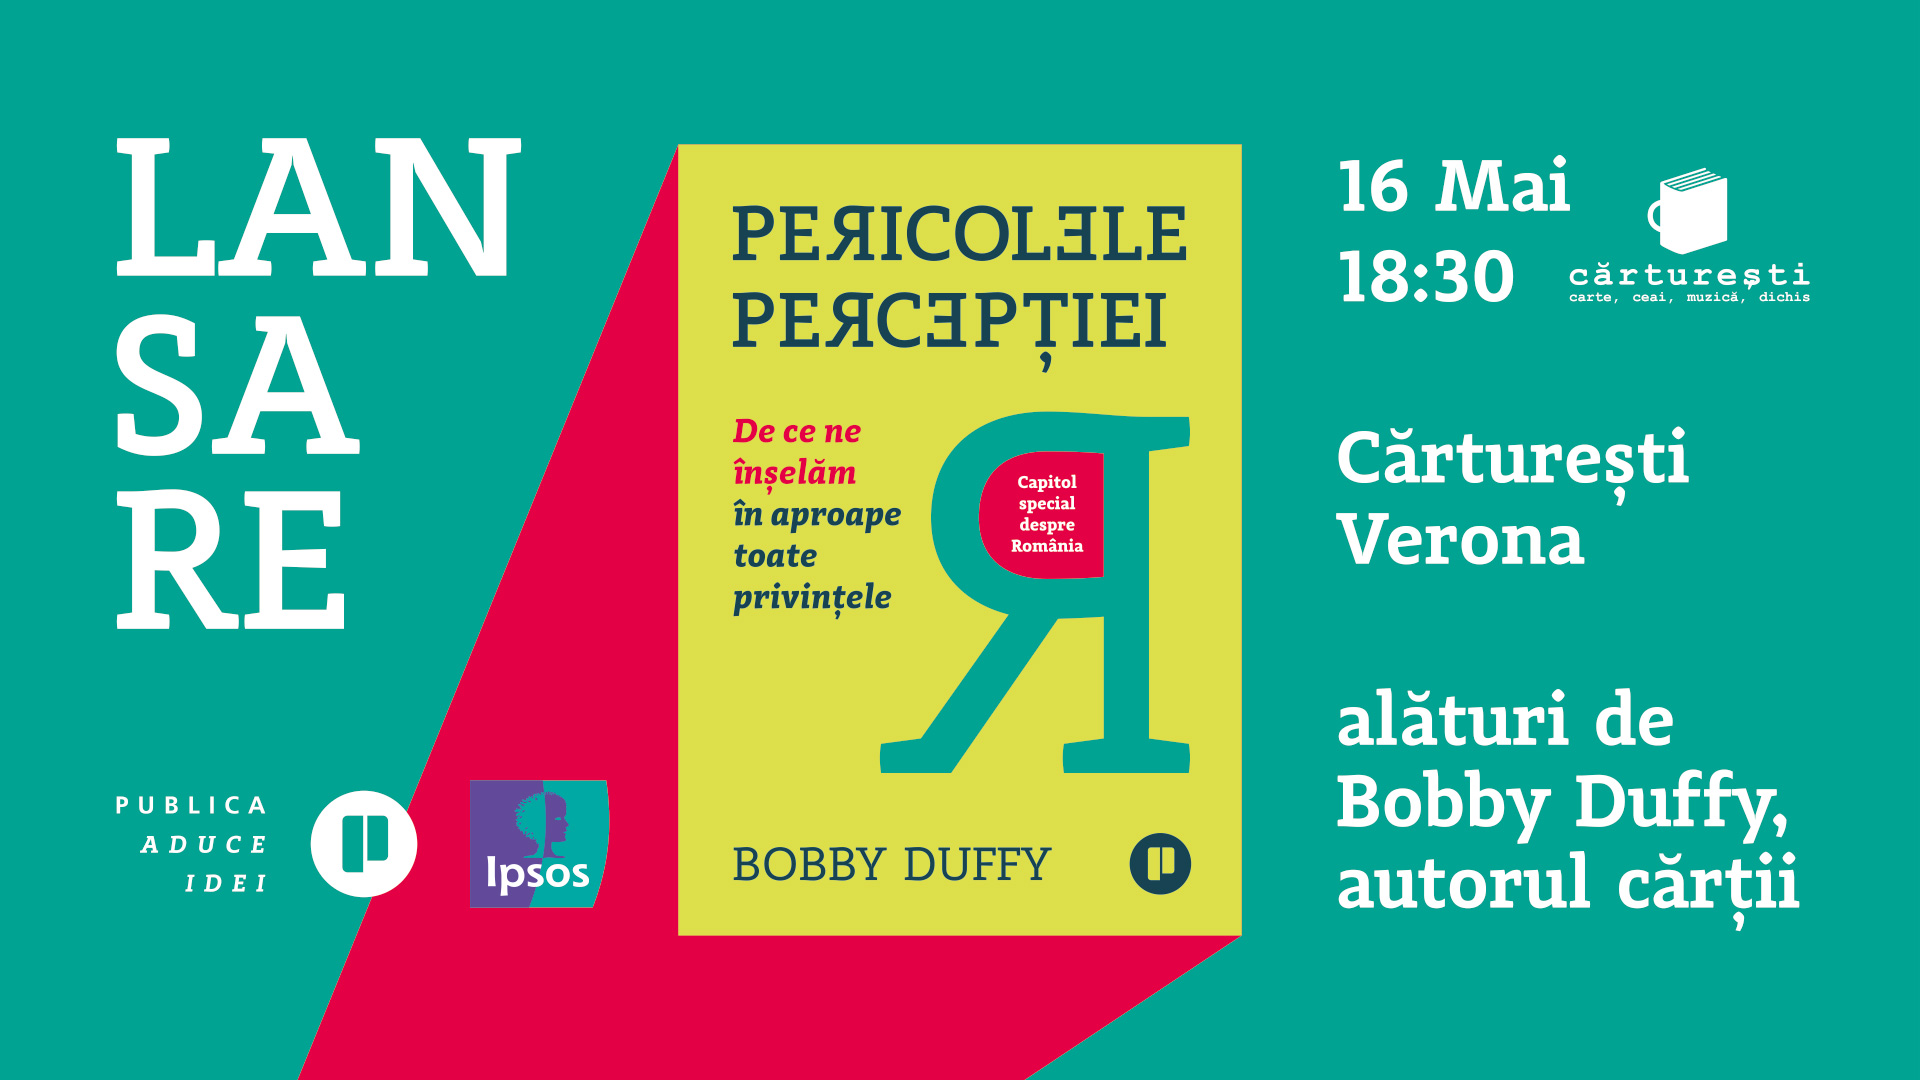 LAN
SA
RE
PUBLICA
ADUCE
IDEI
Ipsos
PERICOLELE
PERCEPȚIEI
De ce ne
înșelăm
în aproape
toate
privințele
Capitol
special
despre
România
BOBBY DUFFY
16 Mai
18:30
cărturești
carte, ceai, muzică, dichis
Cărturești
Verona
alături de
Bobby Duffy,
autorul cărții